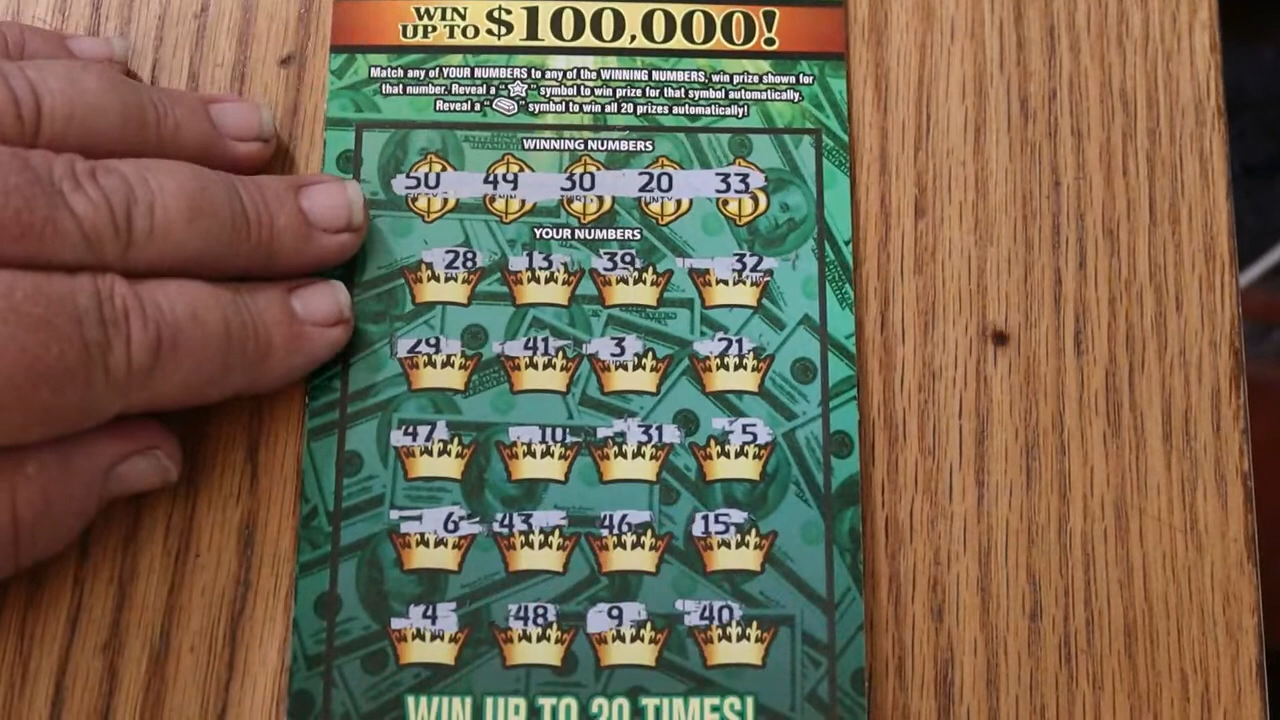 WIN UP TO $100,000!
Match any of YOUR NUMBERS to any of the WINNING NUMBERS, win prize shown for
that number. Reveal a " " symbol to win prize for that symbol automatically.
Reveal a " " symbol to win all 20 prizes automatically!
WINNING NUMBERS
50 49 30 20 33
YOUR NUMBERS
28 13 39 32
29 41 3 21
47 10 31 5
6 43 46 15
4 48 9 40
WIN UP TO 20 TIMES!